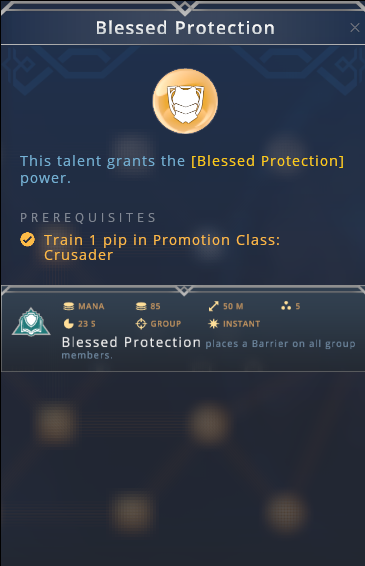 Blessed Protection
This talent grants the [Blessed Protection]
power.
PREREQUISITES
Train 1 pip in Promotion Class:
Crusader
MANA 85 50 M 5
23 S GROUP INSTANT
Blessed Protection places a Barrier on all group
members.